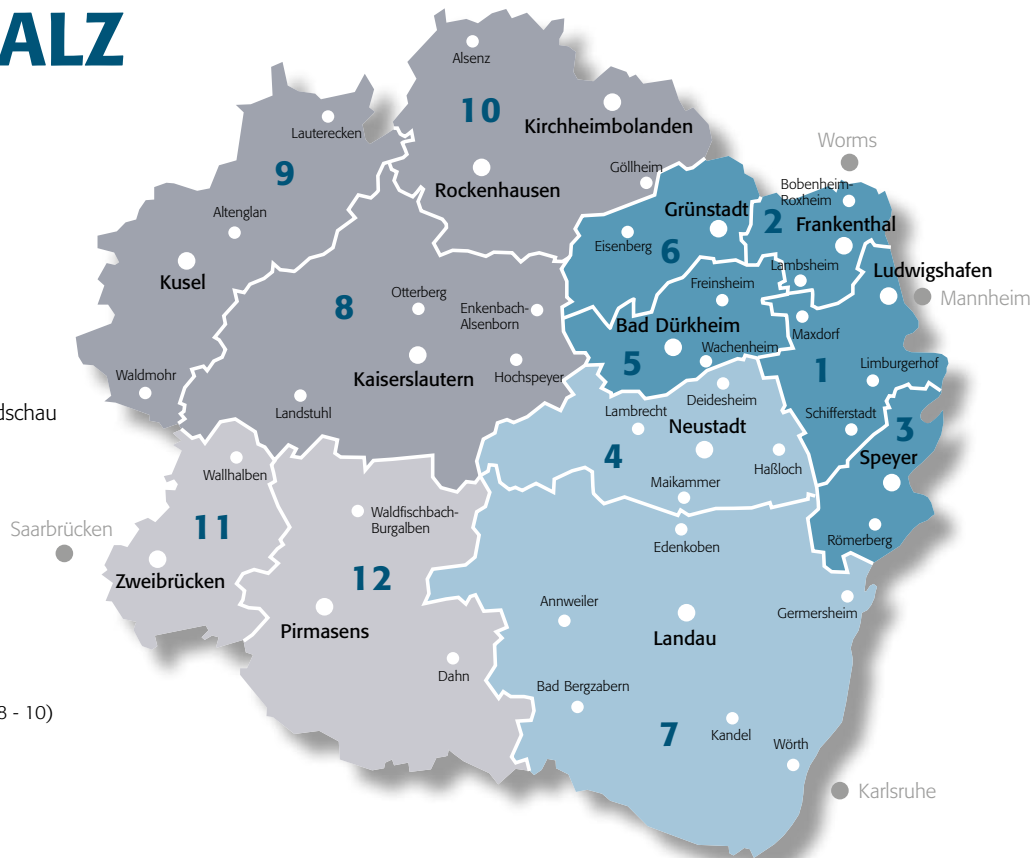 ALZ
Alsenz
10
Kirchheimbolanden
Lauterecken
Worms
9
Göllheim
Rockenhausen
Bobenheim-
Roxheim
Altenglan
Grünstadt
2
Frankenthal
Eisenberg
6
Lambsheim
Ludwigshafen
Kusel
Freinsheim
Mannheim
8
Otterberg
Enkenbach-
Alsenborn
Bad Dürkheim
Maxdorf
Wachenheim
5
1
Limburgerhof
Waldmohr
Kaiserslautern
Hochspeyer
Deidesheim
dschau
Landstuhl
Lambrecht
Schifferstadt
3
Neustadt
4
Speyer
Wallhalben
Haßloch
Maikammer
Waldfischbach-
Burgalben
Saarbrücken
11
Edenkoben
Römerberg
Zweibrücken
12
Annweiler
Germersheim
Pirmasens
Landau
Dahn
Bad Bergzabern
8 - 10)
7
Kandel
Wörth
Karlsruhe